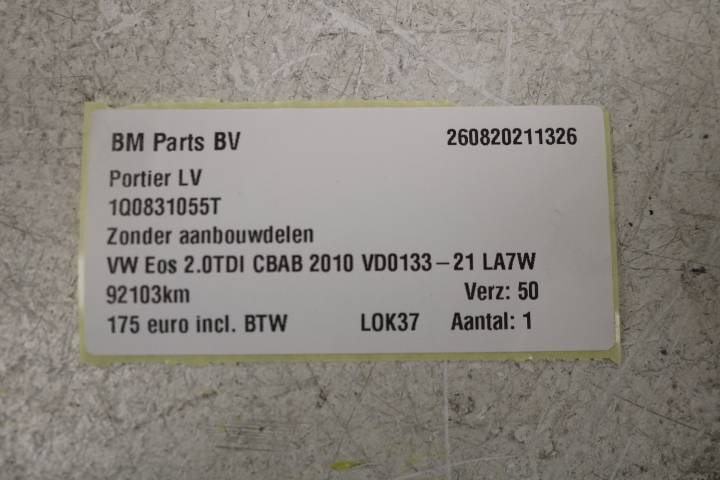 BM Parts BV 260820211326
Portier LV
1Q0831055T
Zonder aanbouwdelen
VW Eos 2.0TDI CBAB 2010 VD0133-21 LA7W
92103km Verz: 50
175 euro incl. BTW LOK37 Aantal: 1